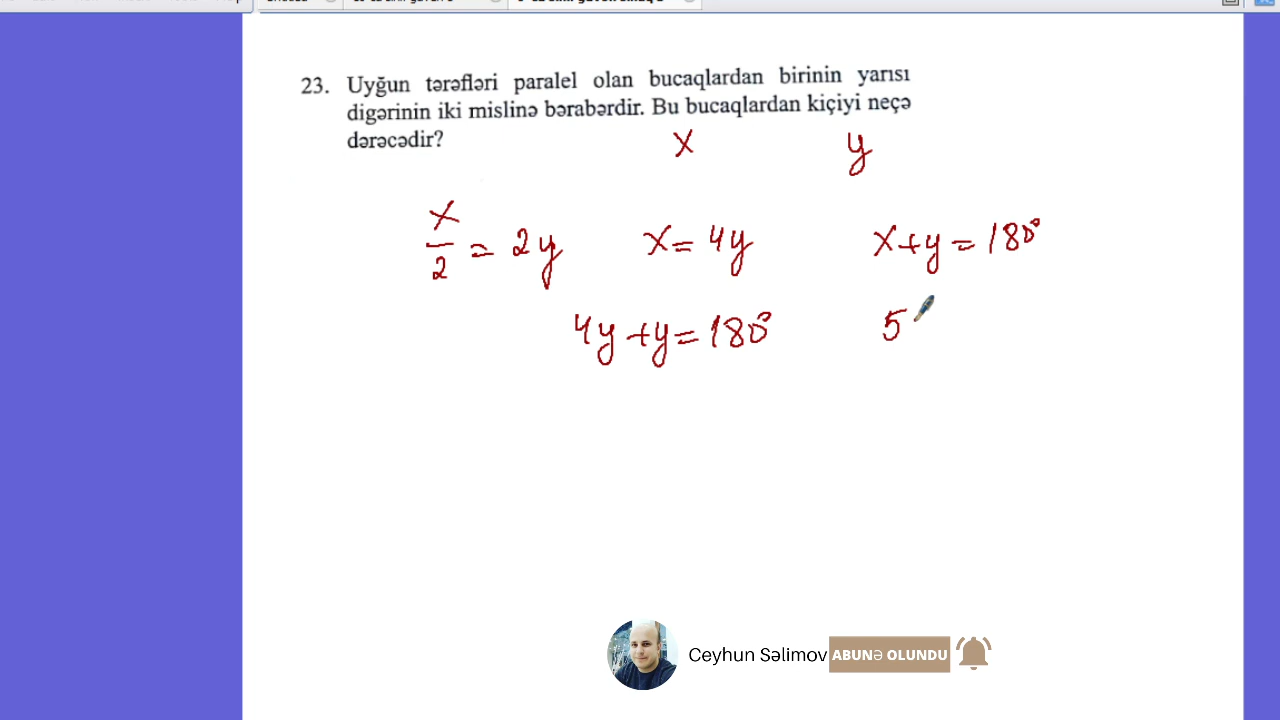 23. Uyğun tərəfləri paralel olan bucaqlardan birinin yarısı
digərinin iki mislinə bərabərdir. Bu bucaqlardan kiçiyi neçə
dərəcədir?
x y
x/2 = 2y x = 4y x+y = 180°
4y+y = 180° 5
Ceyhun Səlimov ABUNƏ OLUNDU